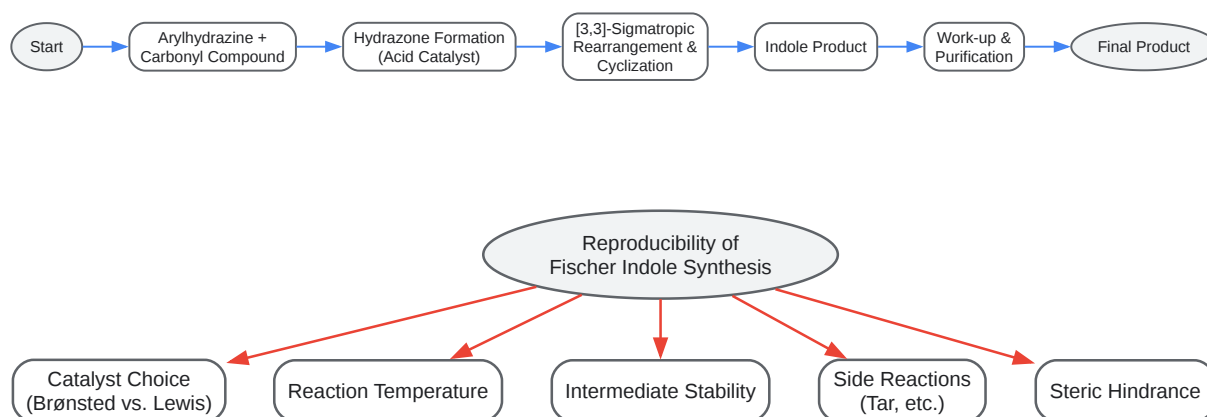 Start
Arylhydrazine +
Carbonyl Compound
Hydrazone Formation
(Acid Catalyst)
[3,3]-Sigmatropic
Rearrangement &
Cyclization
Indole Product
Work-up &
Purification
Final Product
Reproducibility of
Fischer Indole Synthesis
Catalyst Choice
(Brønsted vs. Lewis)
Reaction Temperature
Intermediate Stability
Side Reactions
(Tar, etc.)
Steric Hindrance